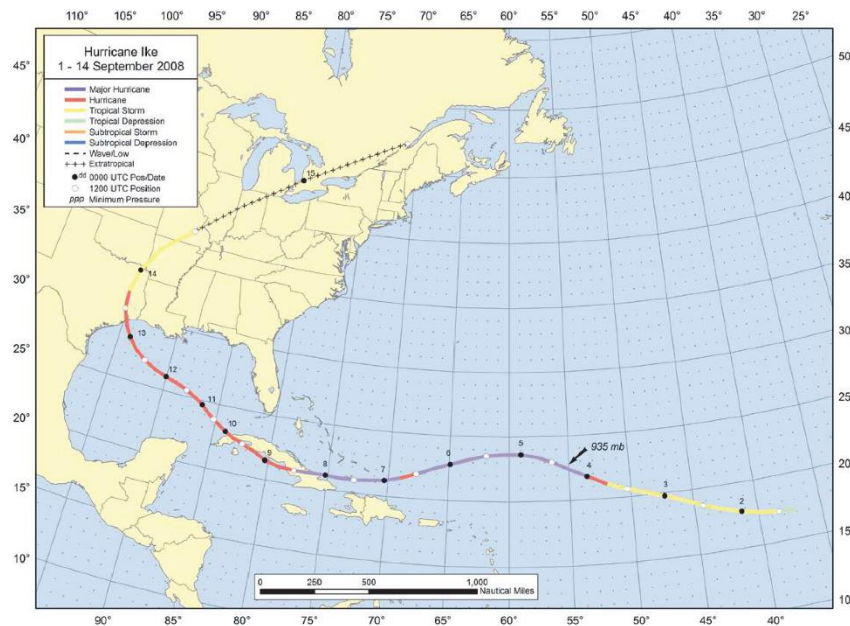 110° 105° 100° 95° 90° 85° 80° 75° 70° 65° 60° 55° 50° 45° 40° 35° 30° 25°
Hurricane Ike
1 - 14 September 2008
Major Hurricane
Hurricane
Tropical Storm
Tropical Depression
Subtropical Storm
Subtropical Depression
Wave/Low
Extratropical
dd 0000 UTC Pos/Date
1200 UTC Position
ppp Minimum Pressure
45°
40°
35°
30°
25°
20°
15°
10°
50
45
40
35
30
25
20
15
10
15
14
13
12
11
10
9
8
7
6
5
935 mb
4
3
2
0 250 500 1,000
Nautical Miles
90° 85° 80° 75° 70° 65° 60° 55° 50° 45° 40°